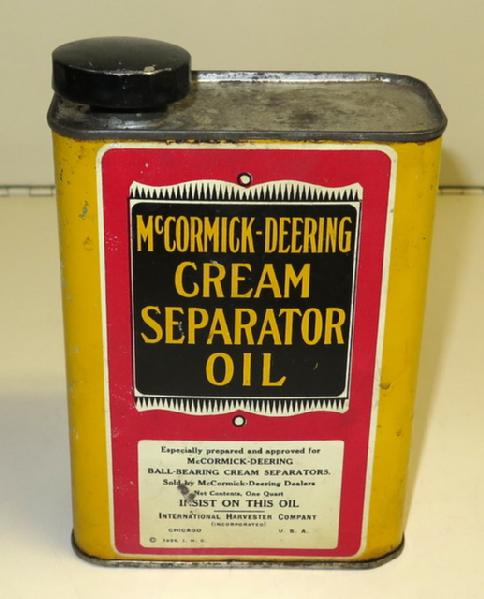 McCORMICK-DEERING
CREAM
SEPARATOR
OIL
Especially prepared and approved for
McCORMICK-DEERING
BALL-BEARING CREAM SEPARATORS.
Sold by McCormick-Deering Dealers
Net Contents, One Quart
INSIST ON THIS OIL
INTERNATIONAL HARVESTER COMPANY
(INCORPORATED)
CHICAGO U. S. A.
© I. H. C.